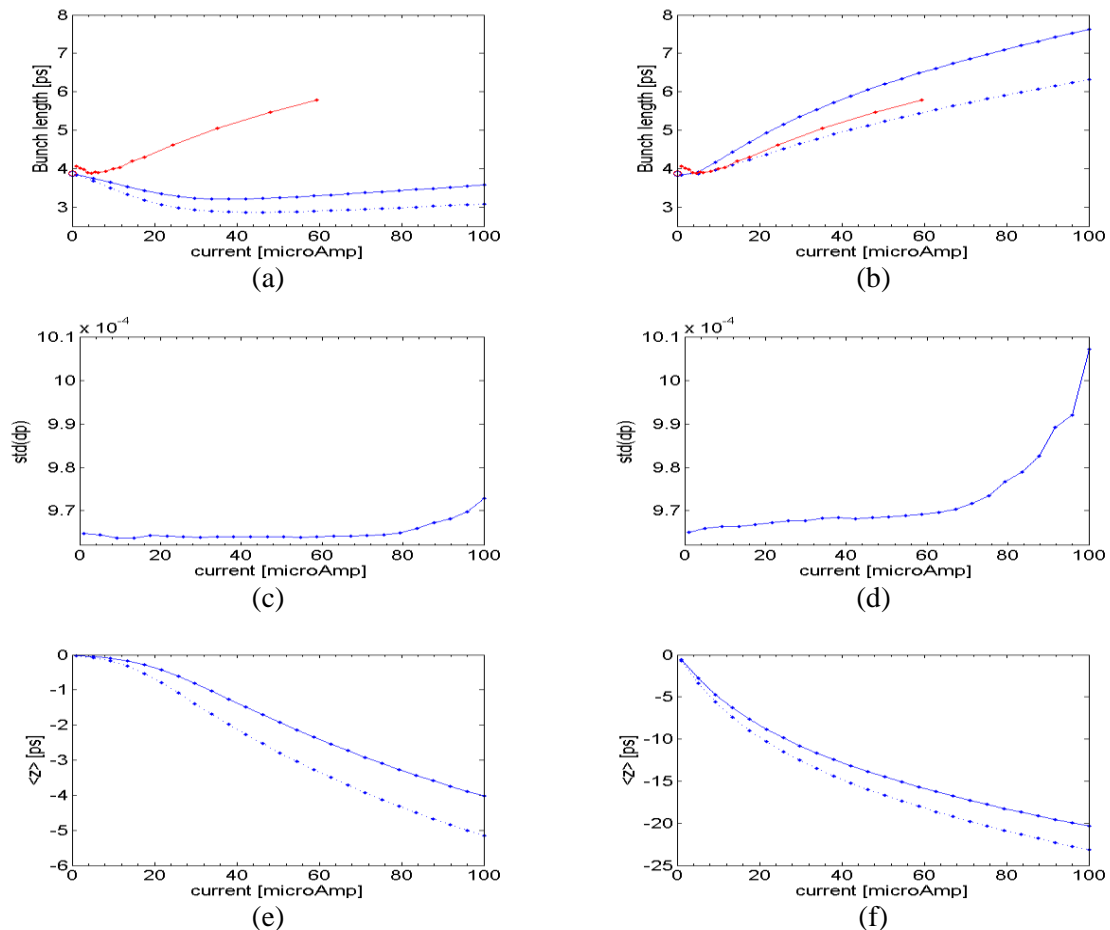 8
7
6
5
4
3
Bunch length [ps]
0 20 40 60 80 100
current [microAmp]
(a)
8
7
6
5
4
3
Bunch length [ps]
0 20 40 60 80 100
current [microAmp]
(b)
10.1 x 10-4
10
9.9
9.8
9.7
std(dp)
0 20 40 60 80 100
current [microAmp]
(c)
10.1 x 10-4
10
9.9
9.8
9.7
std(dp)
0 20 40 60 80 100
current [microAmp]
(d)
0
-1
-2
-3
-4
-5
-6
<z> [ps]
0 20 40 60 80 100
current [microAmp]
(e)
0
-5
-10
-15
-20
-25
<z> [ps]
0 20 40 60 80 100
current [microAmp]
(f)